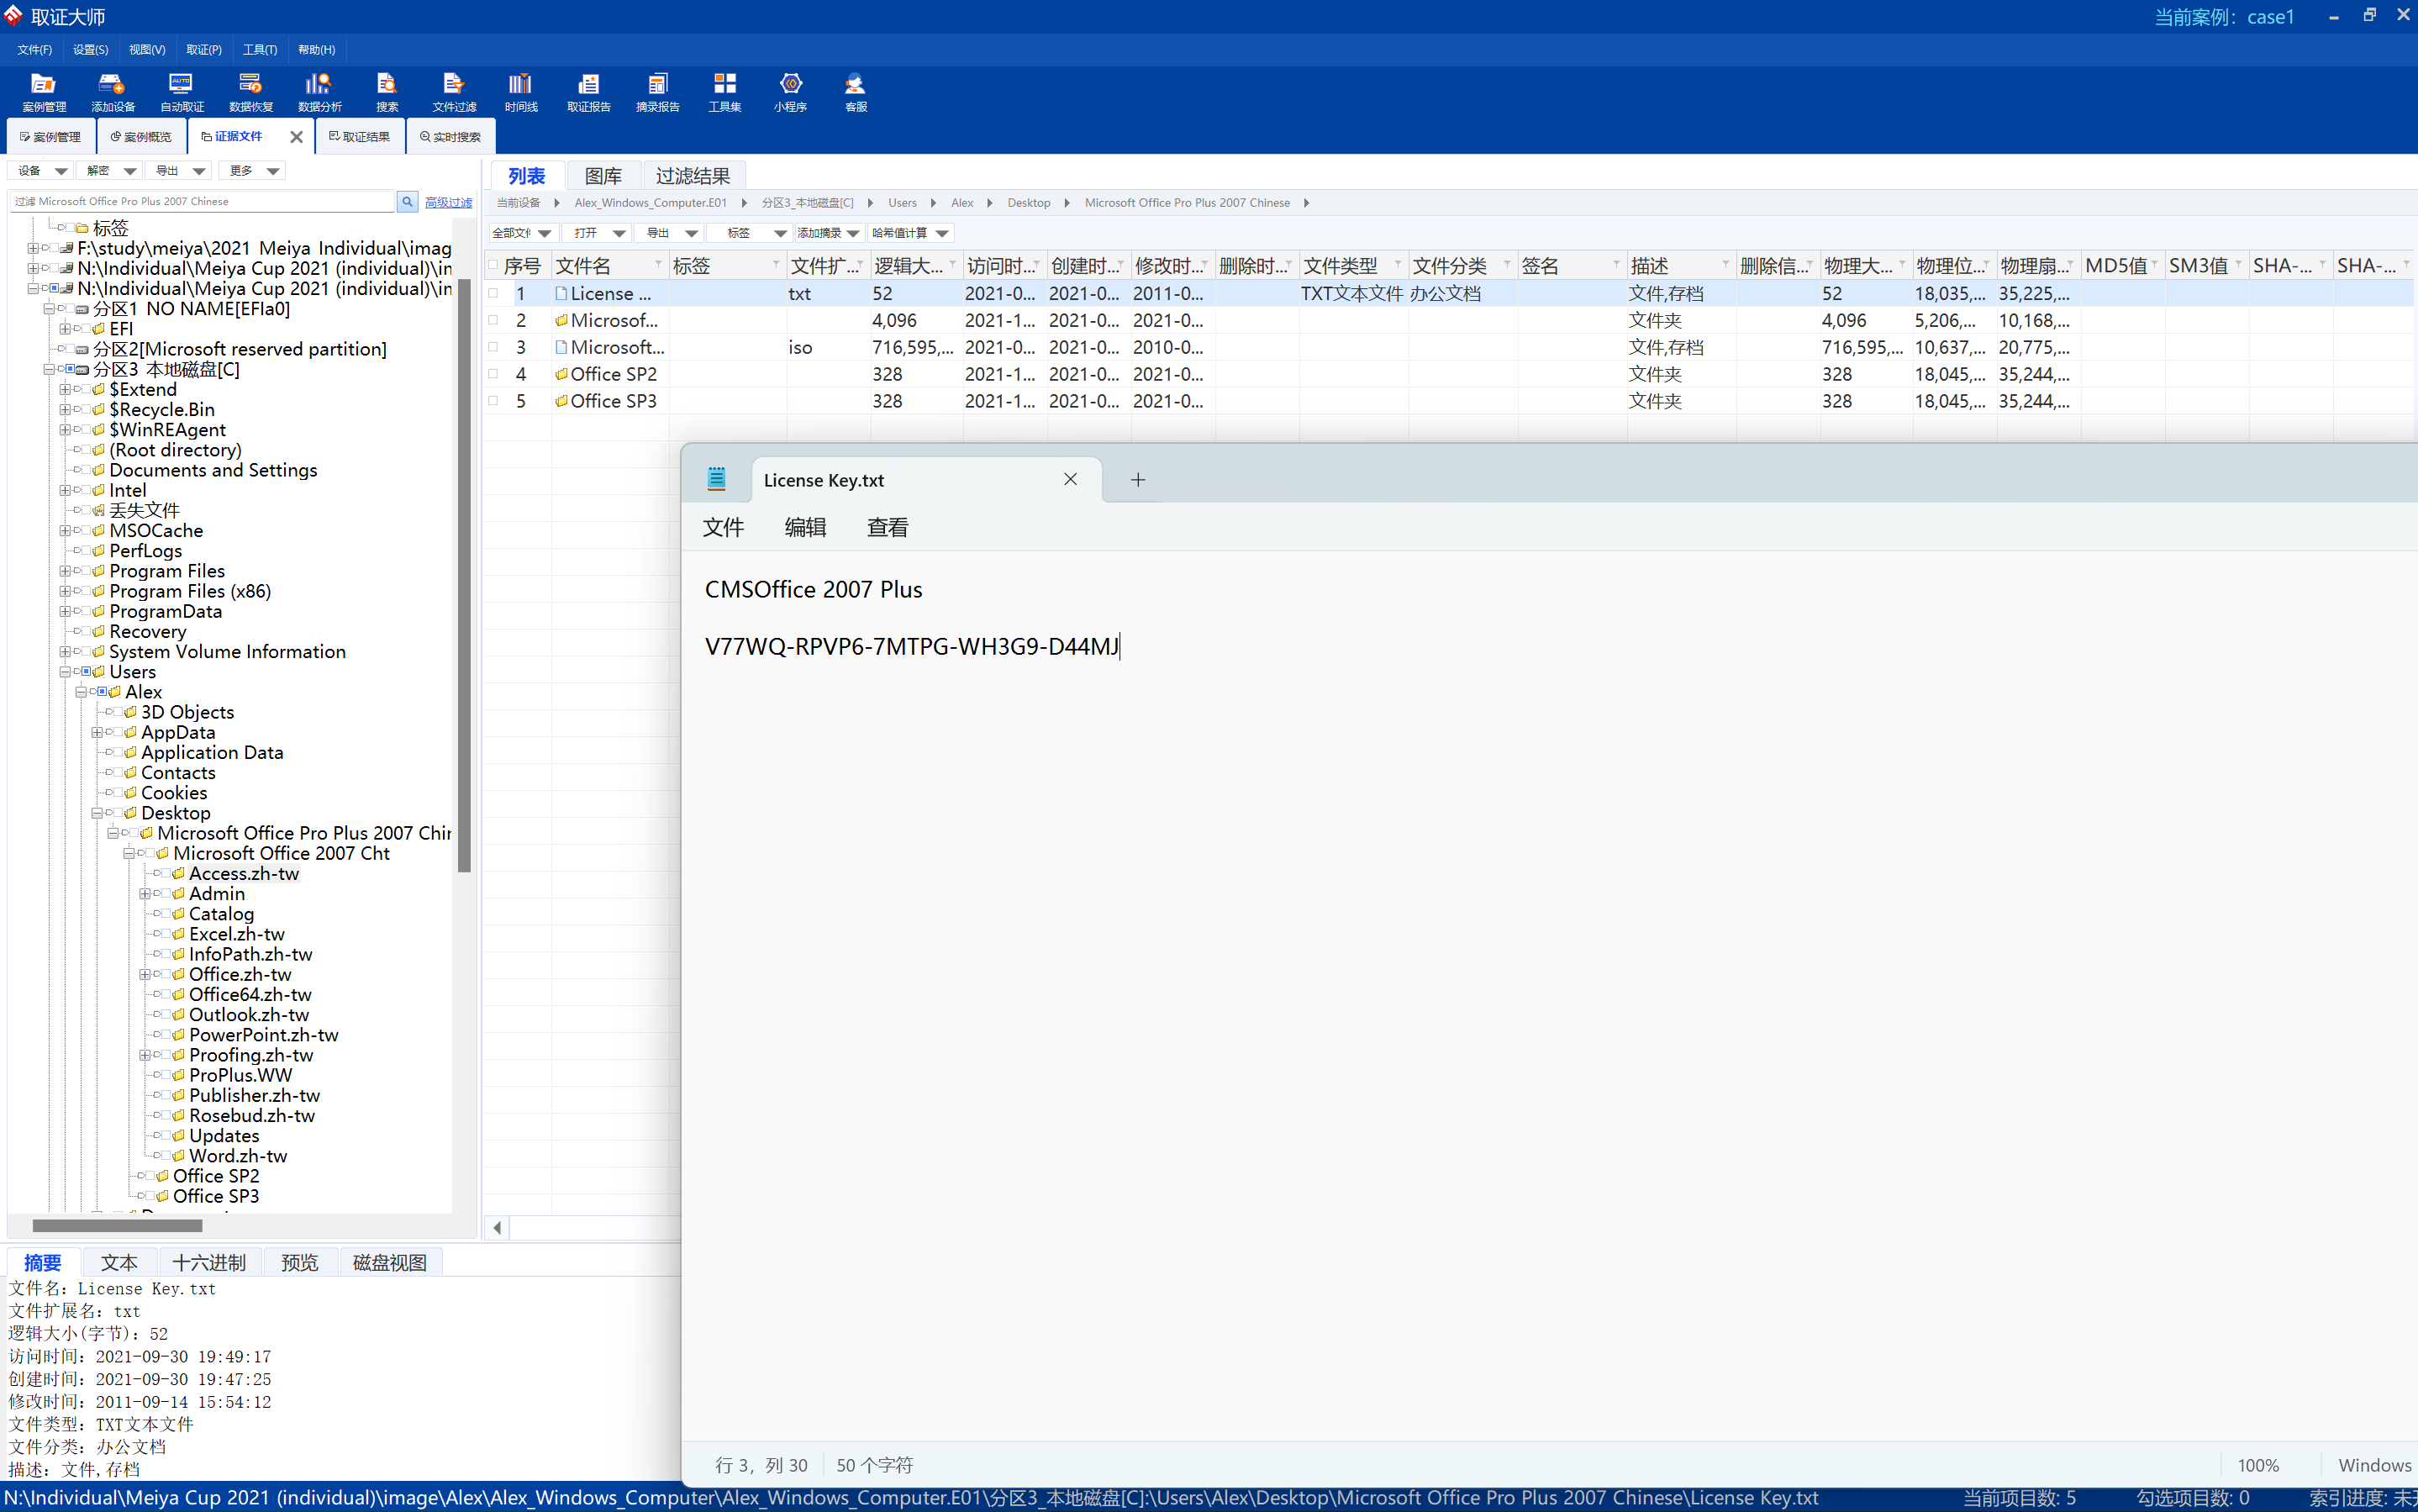 取证大师
当前案例：case1
文件(F) 设置(S) 视图(V) 取证(P) 工具(T) 帮助(H)
案例管理 添加设备 自动取证 数据恢复 数据分析 搜索 文件过滤 时间线 取证报告 摘录报告 工具集 小程序 客服
案例管理 案例概览 证据文件 取证结果 实时搜索
设备 解密 导出 更多
过滤 Microsoft Office Pro Plus 2007 Chinese
高级过滤
标签
F:\study\meiya\2021 Meiya Individual\imag
N:\Individual\Meiya Cup 2021 (individual)\in
N:\Individual\Meiya Cup 2021 (individual)\in
分区1_NO NAME[EFIa0]
EFI
分区2[Microsoft reserved partition]
分区3_本地磁盘[C]
$Extend
$Recycle.Bin
$WinREAgent
(Root directory)
Documents and Settings
Intel
丢失文件
MSOCache
PerfLogs
Program Files
Program Files (x86)
ProgramData
Recovery
System Volume Information
Users
Alex
3D Objects
AppData
Application Data
Contacts
Cookies
Desktop
Microsoft Office Pro Plus 2007 Chin
Microsoft Office 2007 Cht
Access.zh-tw
Admin
Catalog
Excel.zh-tw
InfoPath.zh-tw
Office.zh-tw
Office64.zh-tw
Outlook.zh-tw
PowerPoint.zh-tw
Proofing.zh-tw
ProPlus.WW
Publisher.zh-tw
Rosebud.zh-tw
Updates
Word.zh-tw
Office SP2
Office SP3
列表 图库 过滤结果
当前设备 Alex_Windows_Computer.E01 分区3_本地磁盘[C] Users Alex Desktop Microsoft Office Pro Plus 2007 Chinese
全部文件 打开 导出 标签 添加摘录 哈希值计算
序号 文件名 标签 文件扩... 逻辑大... 访问时... 创建时... 修改时... 删除时... 文件类型 文件分类 签名 描述 删除信... 物理大... 物理位... 物理扇... MD5值 SM3值 SHA-... SHA-...
1 License ... txt 52 2021-0... 2021-0... 2011-0... TXT文本文件 办公文档 文件,存档 52 18,035,... 35,225,...
2 Microsof... 4,096 2021-1... 2021-0... 2021-0... 文件夹 4,096 5,206,... 10,168,...
3 Microsoft... iso 716,595,... 2021-0... 2021-0... 2010-0... 文件,存档 716,595,... 10,637,... 20,775,...
4 Office SP2 328 2021-1... 2021-0... 2021-0... 文件夹 328 18,045,... 35,244,...
5 Office SP3 328 2021-1... 2021-0... 2021-0... 文件夹 328 18,045,... 35,244,...
License Key.txt
文件 编辑 查看
CMSOffice 2007 Plus
V77WQ-RPVP6-7MTPG-WH3G9-D44MJ
行 3，列 30 50 个字符 100% Windows
摘要 文本 十六进制 预览 磁盘视图
文件名：License Key.txt
文件扩展名：txt
逻辑大小(字节)：52
访问时间：2021-09-30 19:49:17
创建时间：2021-09-30 19:47:25
修改时间：2011-09-14 15:54:12
文件类型：TXT文本文件
文件分类：办公文档
描述：文件,存档
N:\Individual\Meiya Cup 2021 (individual)\image\Alex\Alex_Windows_Computer\Alex_Windows_Computer.E01\分区3_本地磁盘[C]:\Users\Alex\Desktop\Microsoft Office Pro Plus 2007 Chinese\License Key.txt 当前项目数: 5 勾选项目数: 0 索引进度: 未